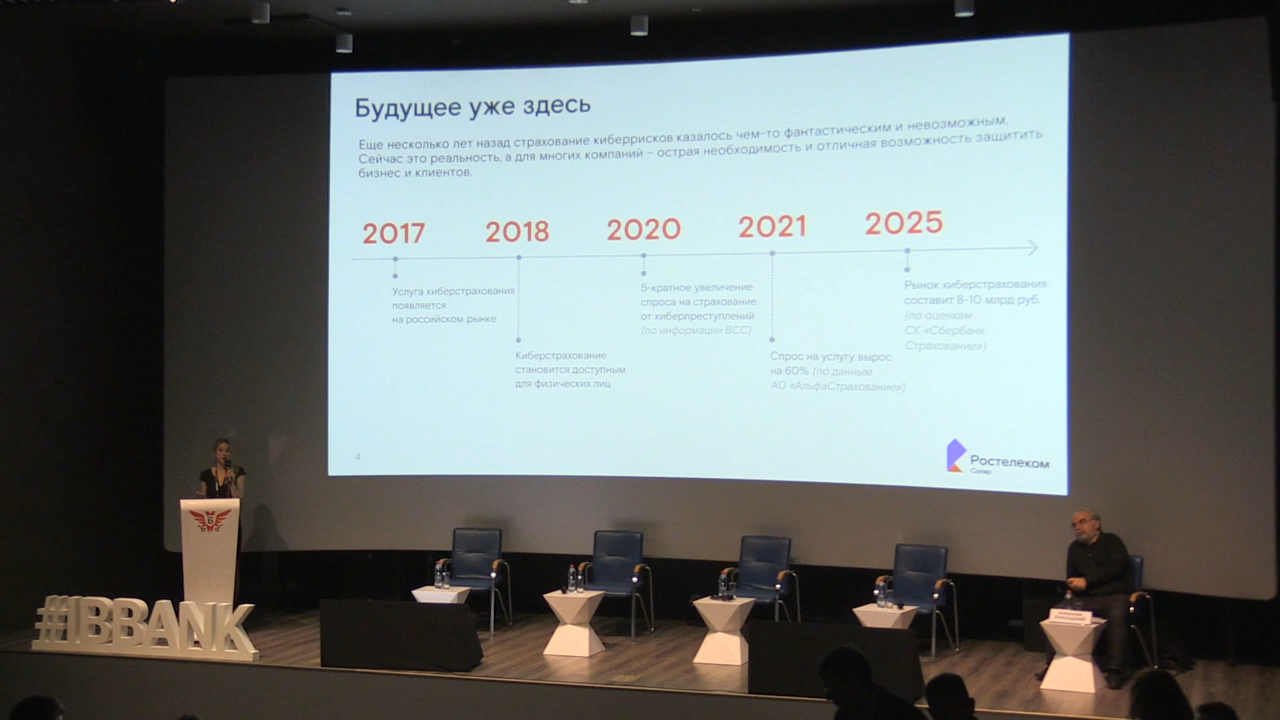 Будущее уже здесь
Еще несколько лет назад страхование киберрисков казалось чем-то фантастическим и невозможным.
Сейчас это реальность, а для многих компаний – острая необходимость и отличная возможность защитить
бизнес и клиентов.
2017
2018
2020
2021
2025
Услуга киберстрахования
появляется
на российском рынке
Киберстрахование
становится доступным
для физических лиц
5-кратное увеличение
спроса на страхование
от киберпреступлений
(по информации ВСС)
Спрос на услугу вырос
на 60% (по данным
АО «АльфаСтрахование»)
Рынок киберстрахования
составит 8-10 млрд руб.
(по оценкам
СК «Сбербанк
Страхование»)
4
Ростелеком
Солар
Б
#IBBANK